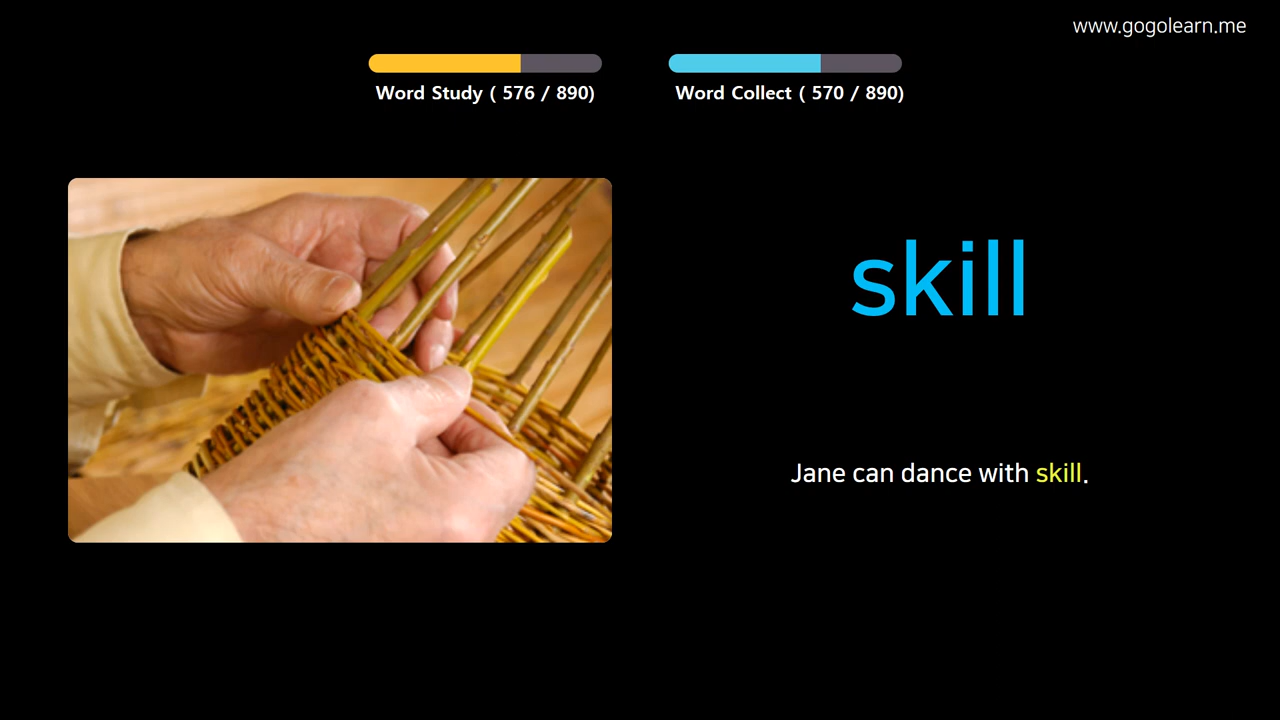 www.gogolearn.me
Word Study ( 576 / 890)
Word Collect ( 570 / 890)
skill
Jane can dance with skill.